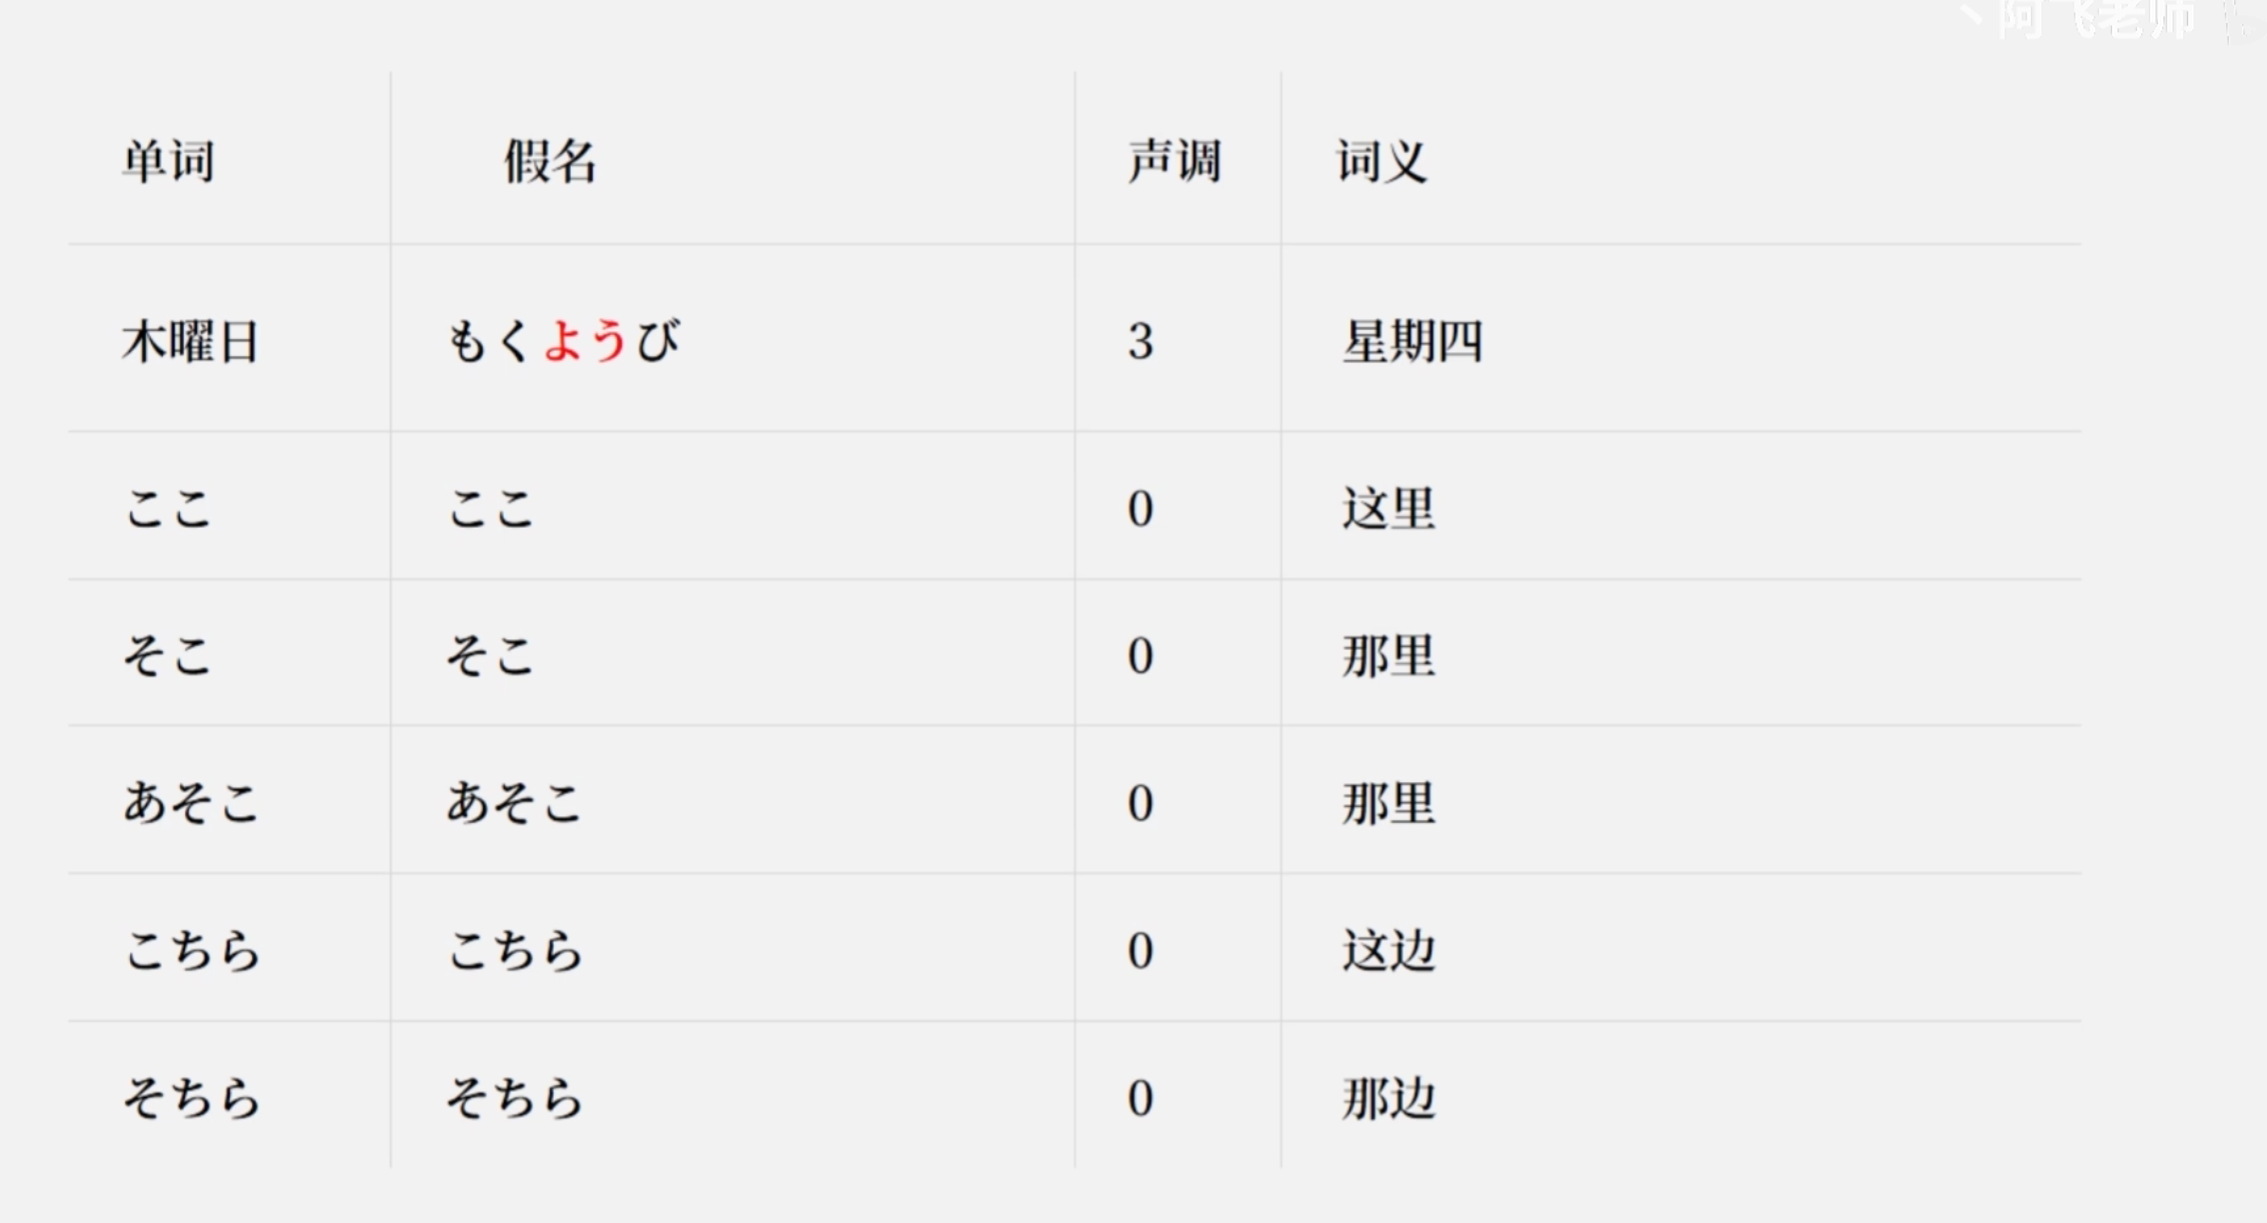 丶阿飞老师
单词 假名 声调 词义
木曜日 もくようび 3 星期四
ここ ここ 0 这里
そこ そこ 0 那里
あそこ あそこ 0 那里
こちら こちら 0 这边
そちら そちら 0 那边